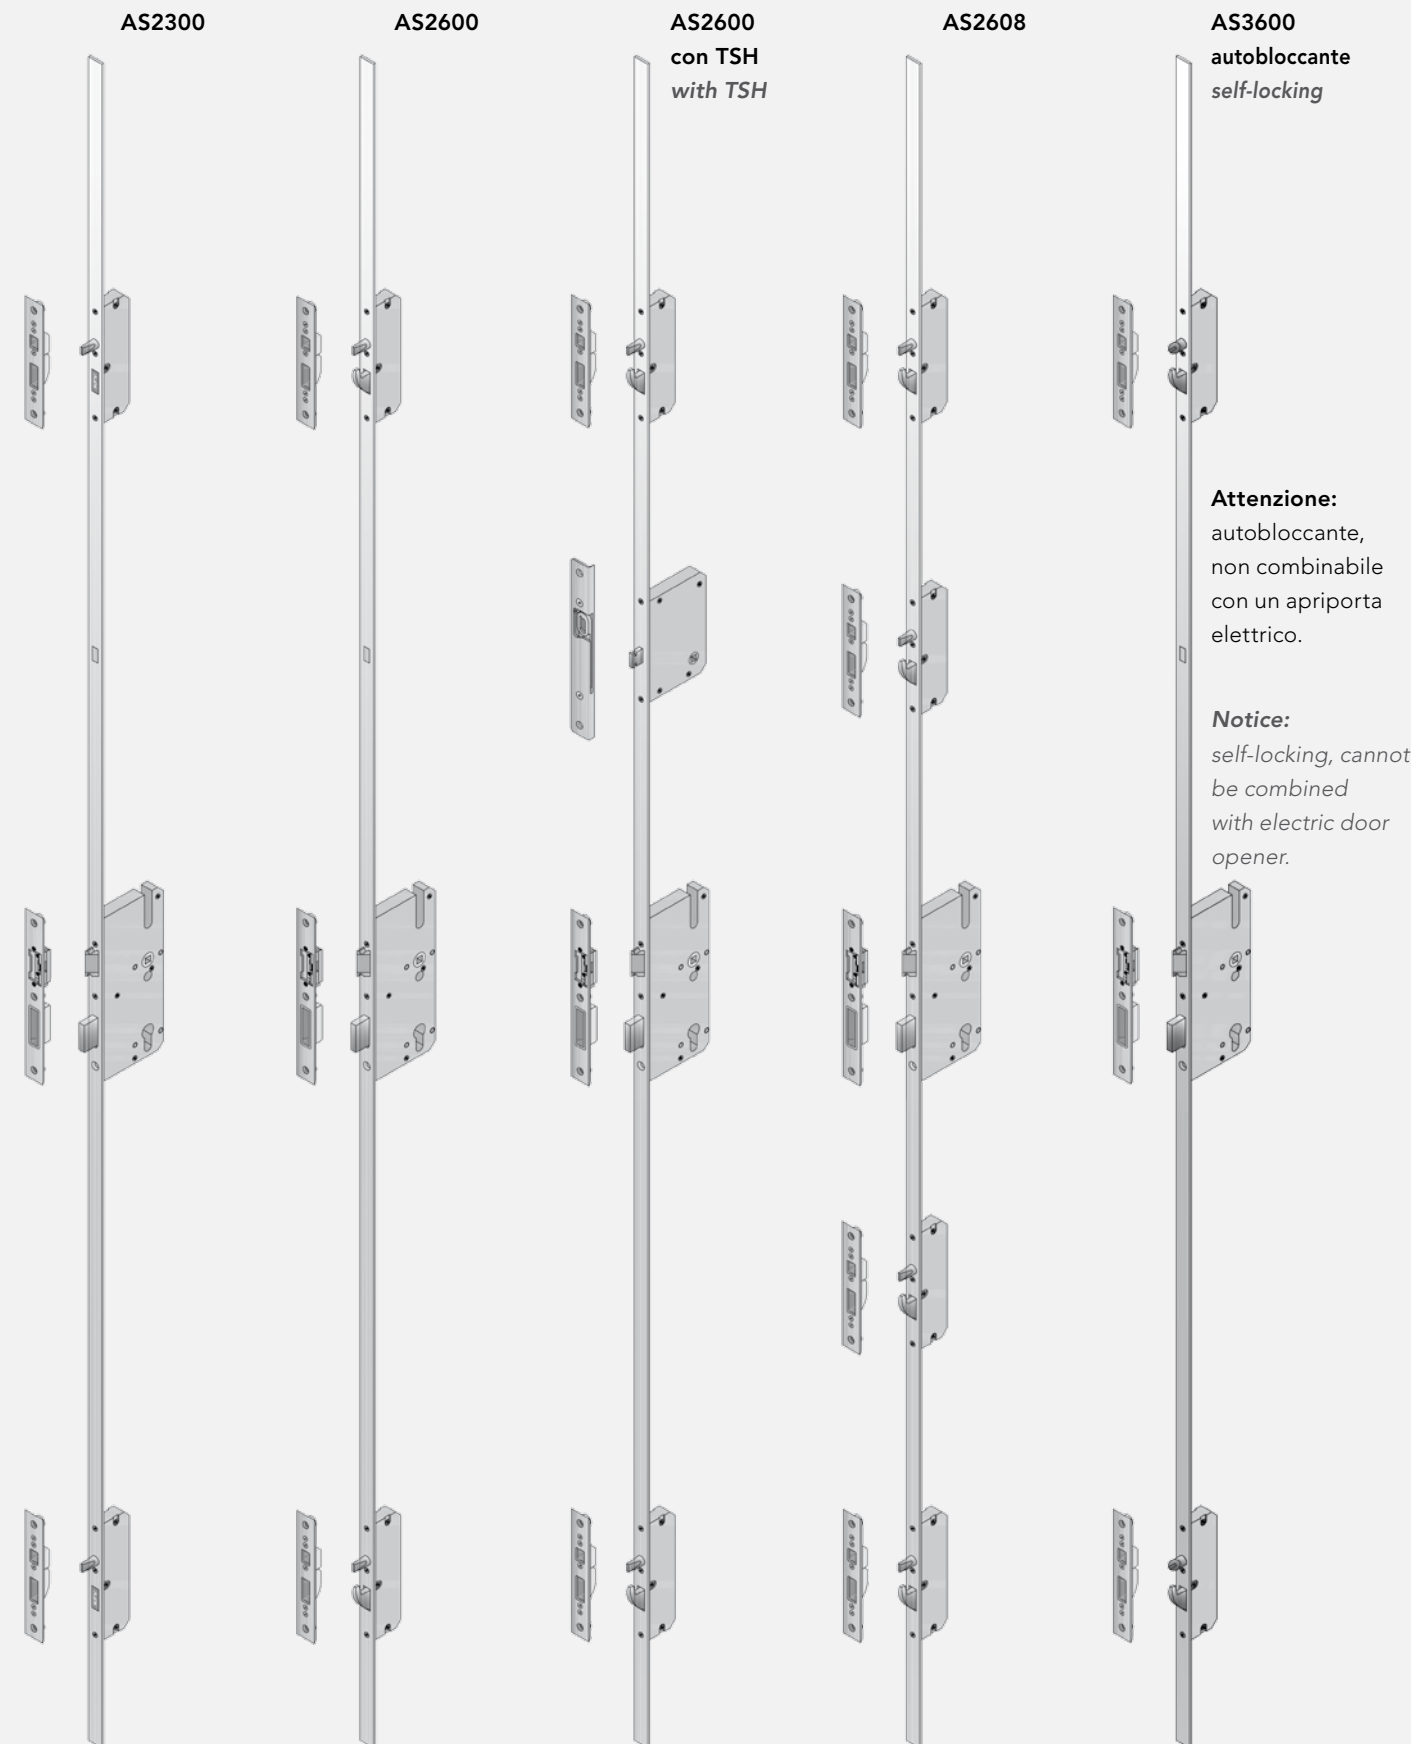 AS2300
AS2600
AS2600
con TSH
with TSH
AS2608
AS3600
autobloccante
self-locking
Attenzione:
autobloccante,
non combinabile
con un apriporta
elettrico.
Notice:
self-locking, cannot
be combined
with electric door
opener.